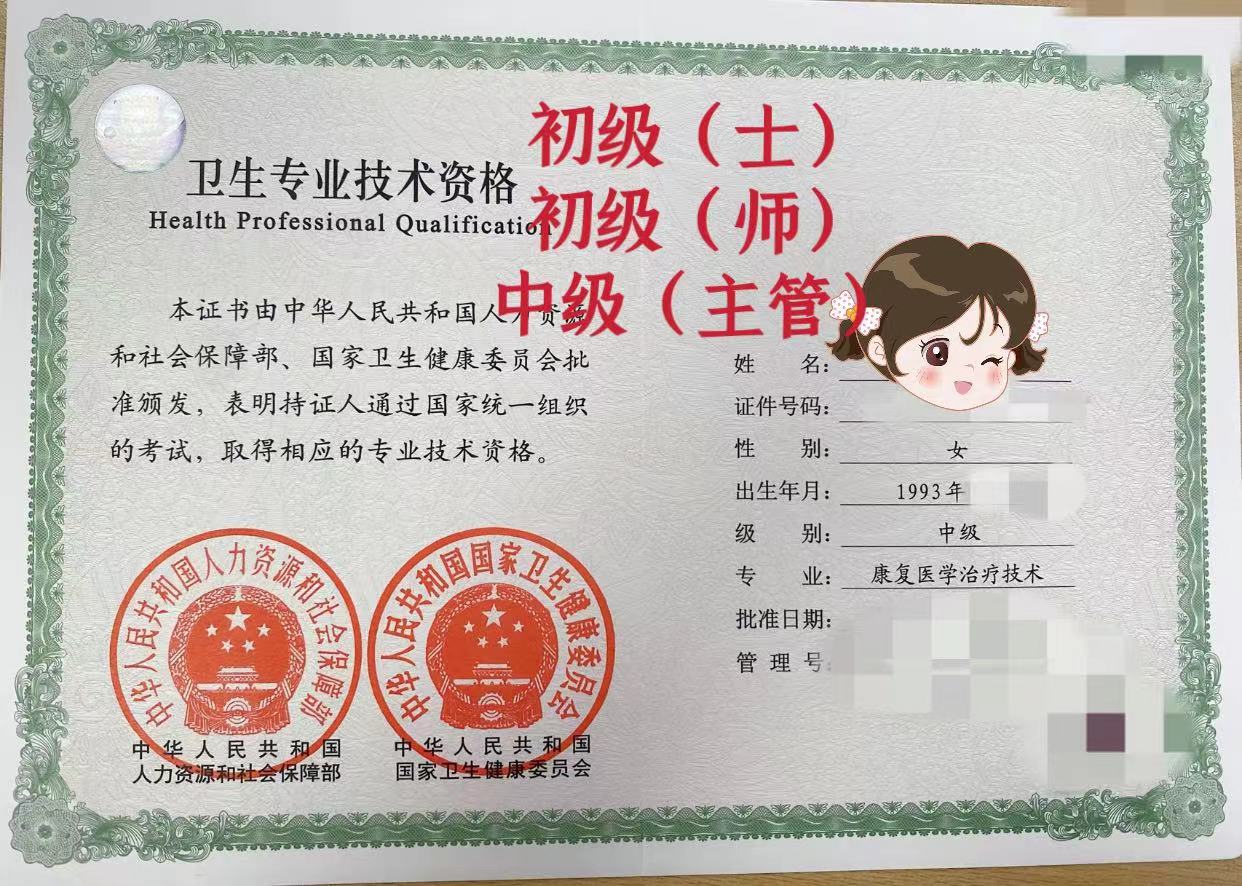 初级（士）
初级（师）
中级（主管）
卫生专业技术资格
Health Professional Qualification
本证书由中华人民共和国人力资源
和社会保障部、国家卫生健康委员会批
准颁发，表明持证人通过国家统一组织
的考试，取得相应的专业技术资格。
姓 名：
证件号码：
性 别： 女
出生年月： 1993年
级 别： 中级
专 业： 康复医学治疗技术
批准日期：
管 理 号：
中华人民共和国人力资源和社会保障部
中华人民共和国国家卫生健康委员会
中华人民共和国
人力资源和社会保障部
中华人民共和国
国家卫生健康委员会